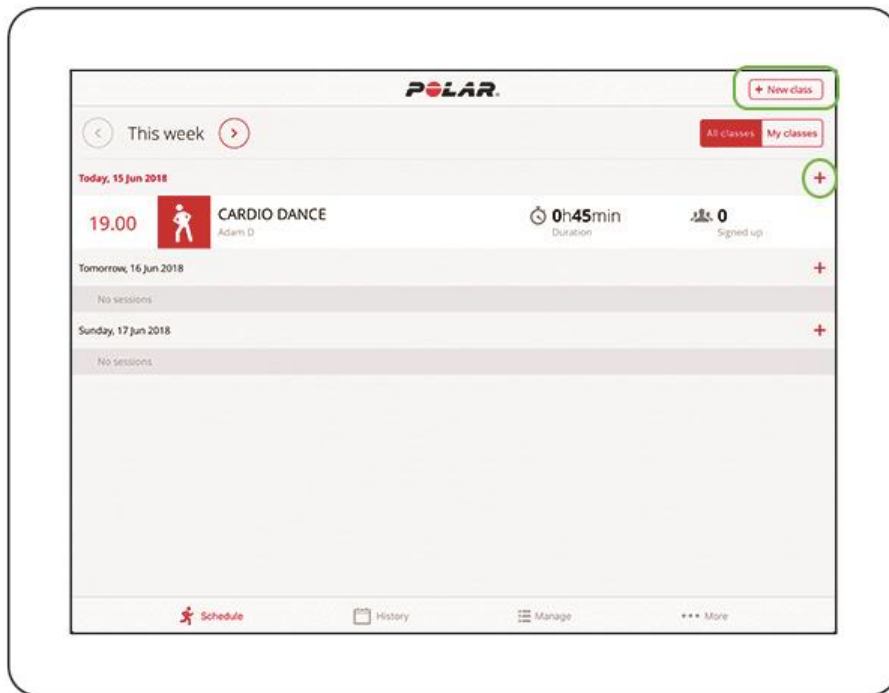 POLAR.
+ New class
This week
All classes My classes
Today, 15 Jun 2018 +
19.00 CARDIO DANCE 0h45min 0
Adam D Duration Signed up
Tomorrow, 16 Jun 2018 +
No sessions
Sunday, 17 Jun 2018 +
No sessions
Schedule History Manage More